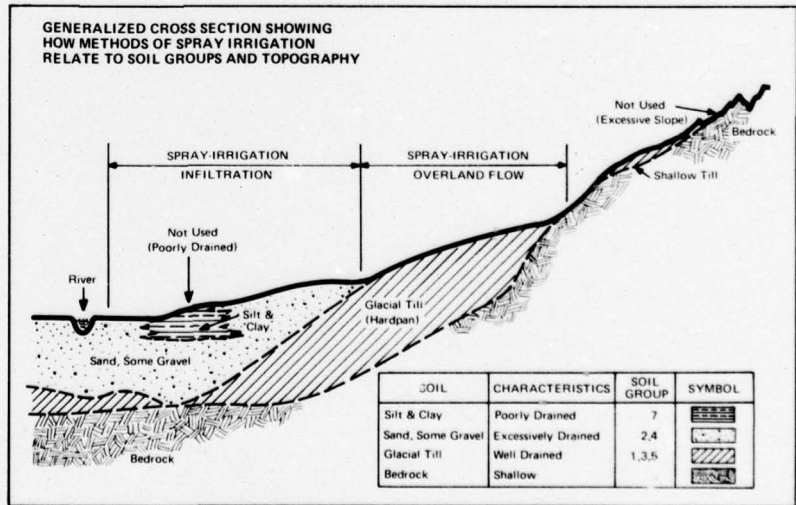 GENERALIZED CROSS SECTION SHOWING
HOW METHODS OF SPRAY IRRIGATION
RELATE TO SOIL GROUPS AND TOPOGRAPHY
Not Used
(Excessive Slope)
Bedrock
Shallow Till
SPRAY-IRRIGATION
INFILTRATION
SPRAY-IRRIGATION
OVERLAND FLOW
Not Used
(Poorly Drained)
River
Silt &
Clay
Glacial Till
(Hardpan)
Sand, Some Gravel
Bedrock
SOIL CHARACTERISTICS SOIL GROUP SYMBOL
Silt & Clay Poorly Drained 7
Sand, Some Gravel Excessively Drained 2,4
Glacial Till Well Drained 1,3,5
Bedrock Shallow